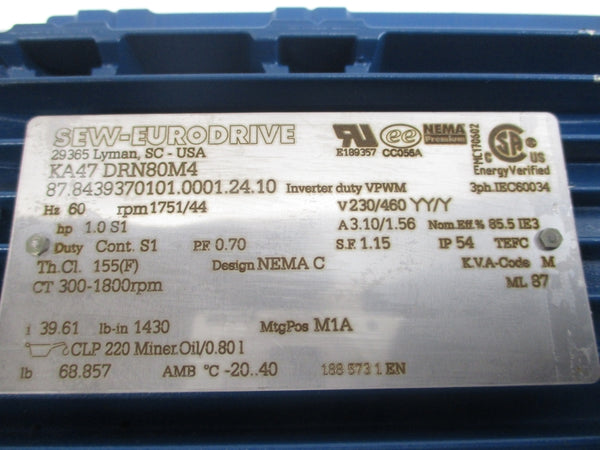 SEW-EURODRIVE
29365 Lyman, SC - USA
KA47 DRN80M4
87.8439370101.0001.24.10 Inverter duty VPWM 3ph.IEC60034
E189357 ee CC056A NEMA Premium MC178602 SA Energy Verified
Hz 60 rpm 1751/44 V 230/460 YY/Y
hp 1.0 S1 A 3.10/1.56 Nom.Eff.% 85.5 IE3
Duty Cont. S1 P.F 0.70 S.F. 1.15 IP 54 TEFC
Th.Cl. 155(F) Design NEMA C K.V.A-Code M
CT 300-1800rpm ML 87
i 39.61 lb-in 1430 MtgPos M1A
CLP 220 Miner.Oil/0.80 l
lb 68.857 AMB °C -20..40 188 673 1 EN